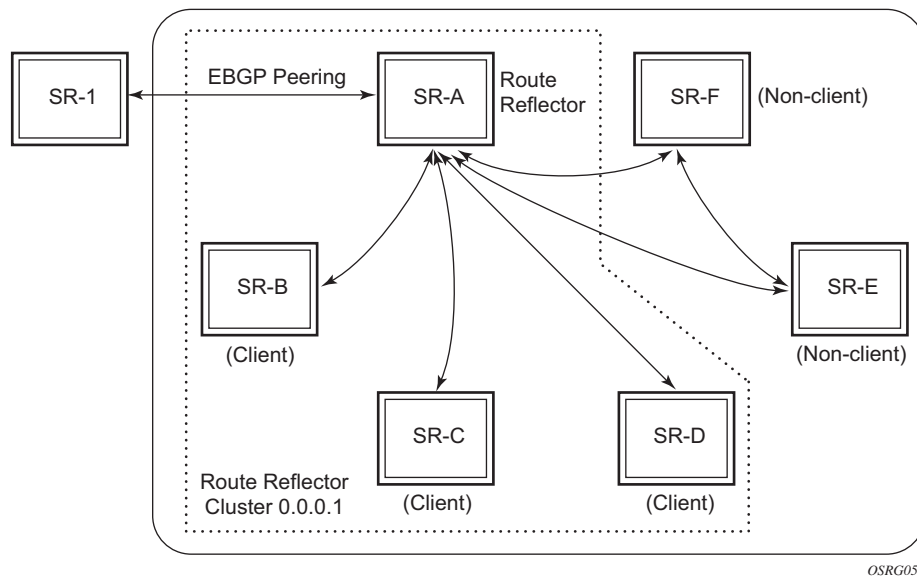 EBGP Peering
SR-1
SR-A
Route
Reflector
SR-F
(Non-client)
SR-B
(Client)
SR-E
(Non-client)
SR-C
(Client)
SR-D
(Client)
Route Reflector
Cluster 0.0.0.1
OSRG05